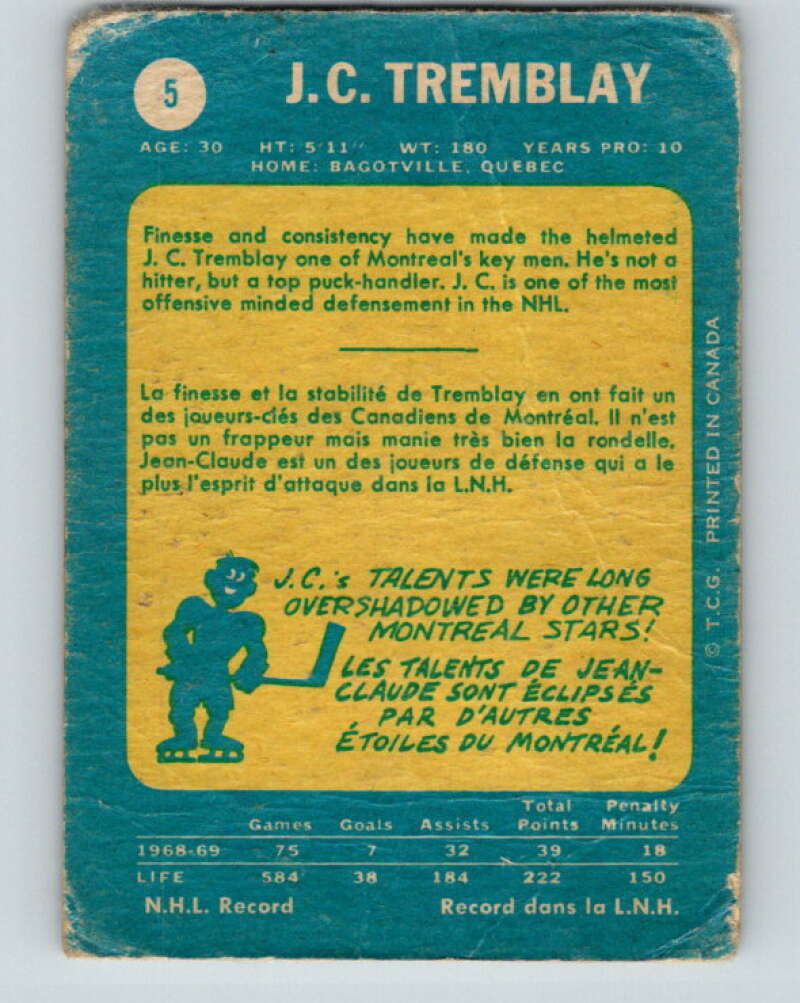 5
J.C. TREMBLAY
AGE: 30 HT: 5'11" WT: 180 YEARS PRO: 10
HOME: BAGOTVILLE, QUEBEC
Finesse and consistency have made the helmeted
J. C. Tremblay one of Montreal's key men. He's not a
hitter, but a top puck-handler. J. C. is one of the most
offensive minded defensement in the NHL.
La finesse et la stabilité de Tremblay en ont fait un
des joueurs-clés des Canadiens de Montréal. Il n'est
pas un frappeur mais manie très bien la rondelle.
Jean-Claude est un des joueurs de défense qui a le
plus l'esprit d'attaque dans la L.N.H.
J.C.'s TALENTS WERE LONG
OVERSHADOWED BY OTHER
MONTREAL STARS!
LES TALENTS DE JEAN-
CLAUDE SONT ÉCLIPSÉS
PAR D'AUTRES
ÉTOILES DU MONTRÉAL!
© T.C.G. PRINTED IN CANADA
Total Penalty
Games Goals Assists Points Minutes
1968-69 75 7 32 39 18
LIFE 584 38 184 222 150
N.H.L. Record Record dans la L.N.H.